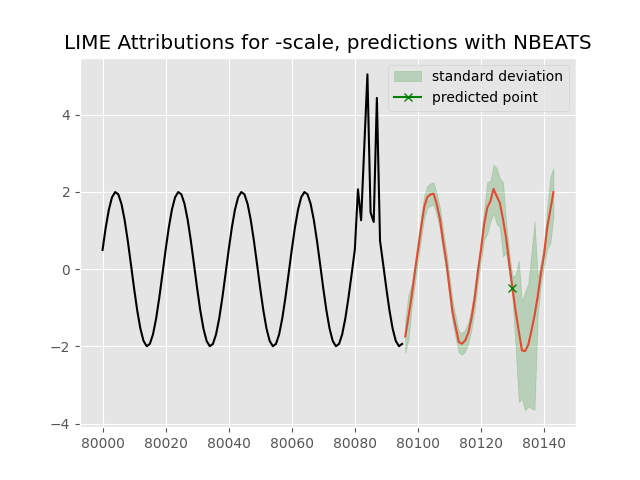 LIME Attributions for -scale, predictions with NBEATS
standard deviation
predicted point
4
2
0
−2
−4
80000 80020 80040 80060 80080 80100 80120 80140